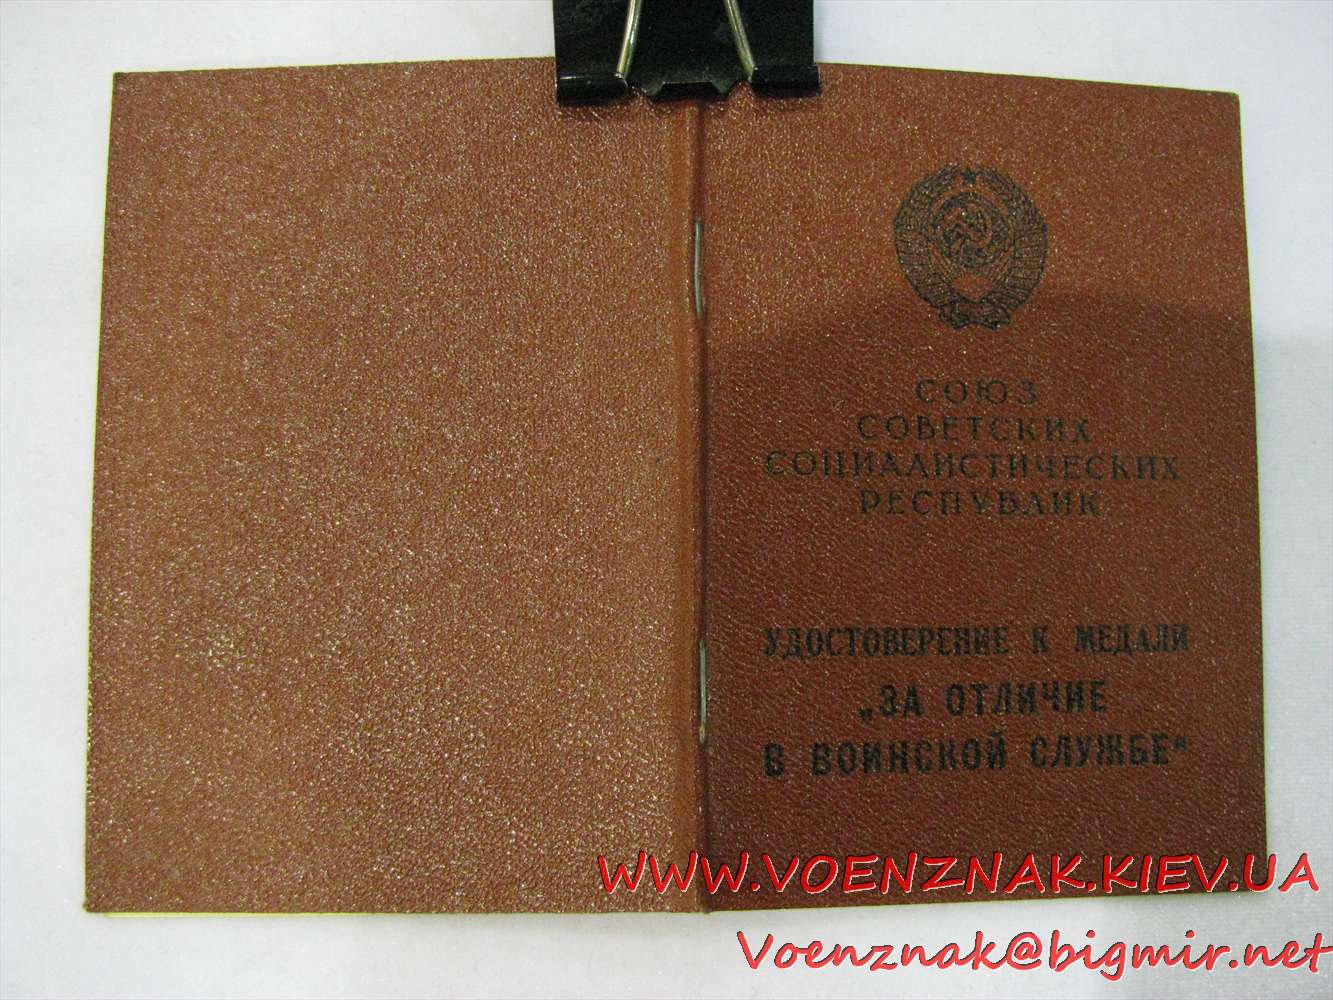 СОЮЗ
СОВЕТСКИХ
СОЦИАЛИСТИЧЕСКИХ
РЕСПУБЛИК
УДОСТОВЕРЕНИЕ К МЕДАЛИ
„ЗА ОТЛИЧИЕ
В ВОИНСКОЙ СЛУЖБЕ“
WWW.VOENZNAK.KIEV.UA
Voenznak@bigmir.net